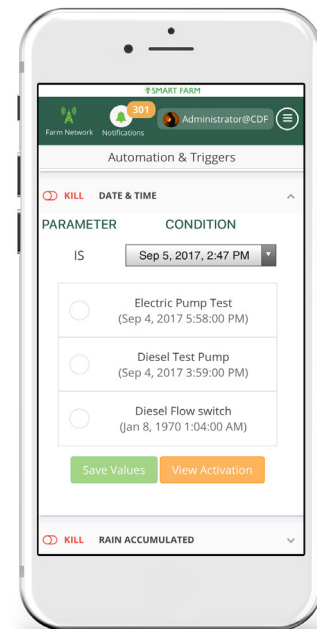 SMART FARM
301
Farm Network
Notifications
Administrator@CDF
Automation & Triggers
KILL DATE & TIME
PARAMETER CONDITION
IS Sep 5, 2017, 2:47 PM
Electric Pump Test
(Sep 4, 2017 5:58:00 PM)
Diesel Test Pump
(Sep 4, 2017 3:59:00 PM)
Diesel Flow switch
(Jan 8, 1970 1:04:00 AM)
Save Values View Activation
KILL RAIN ACCUMULATED